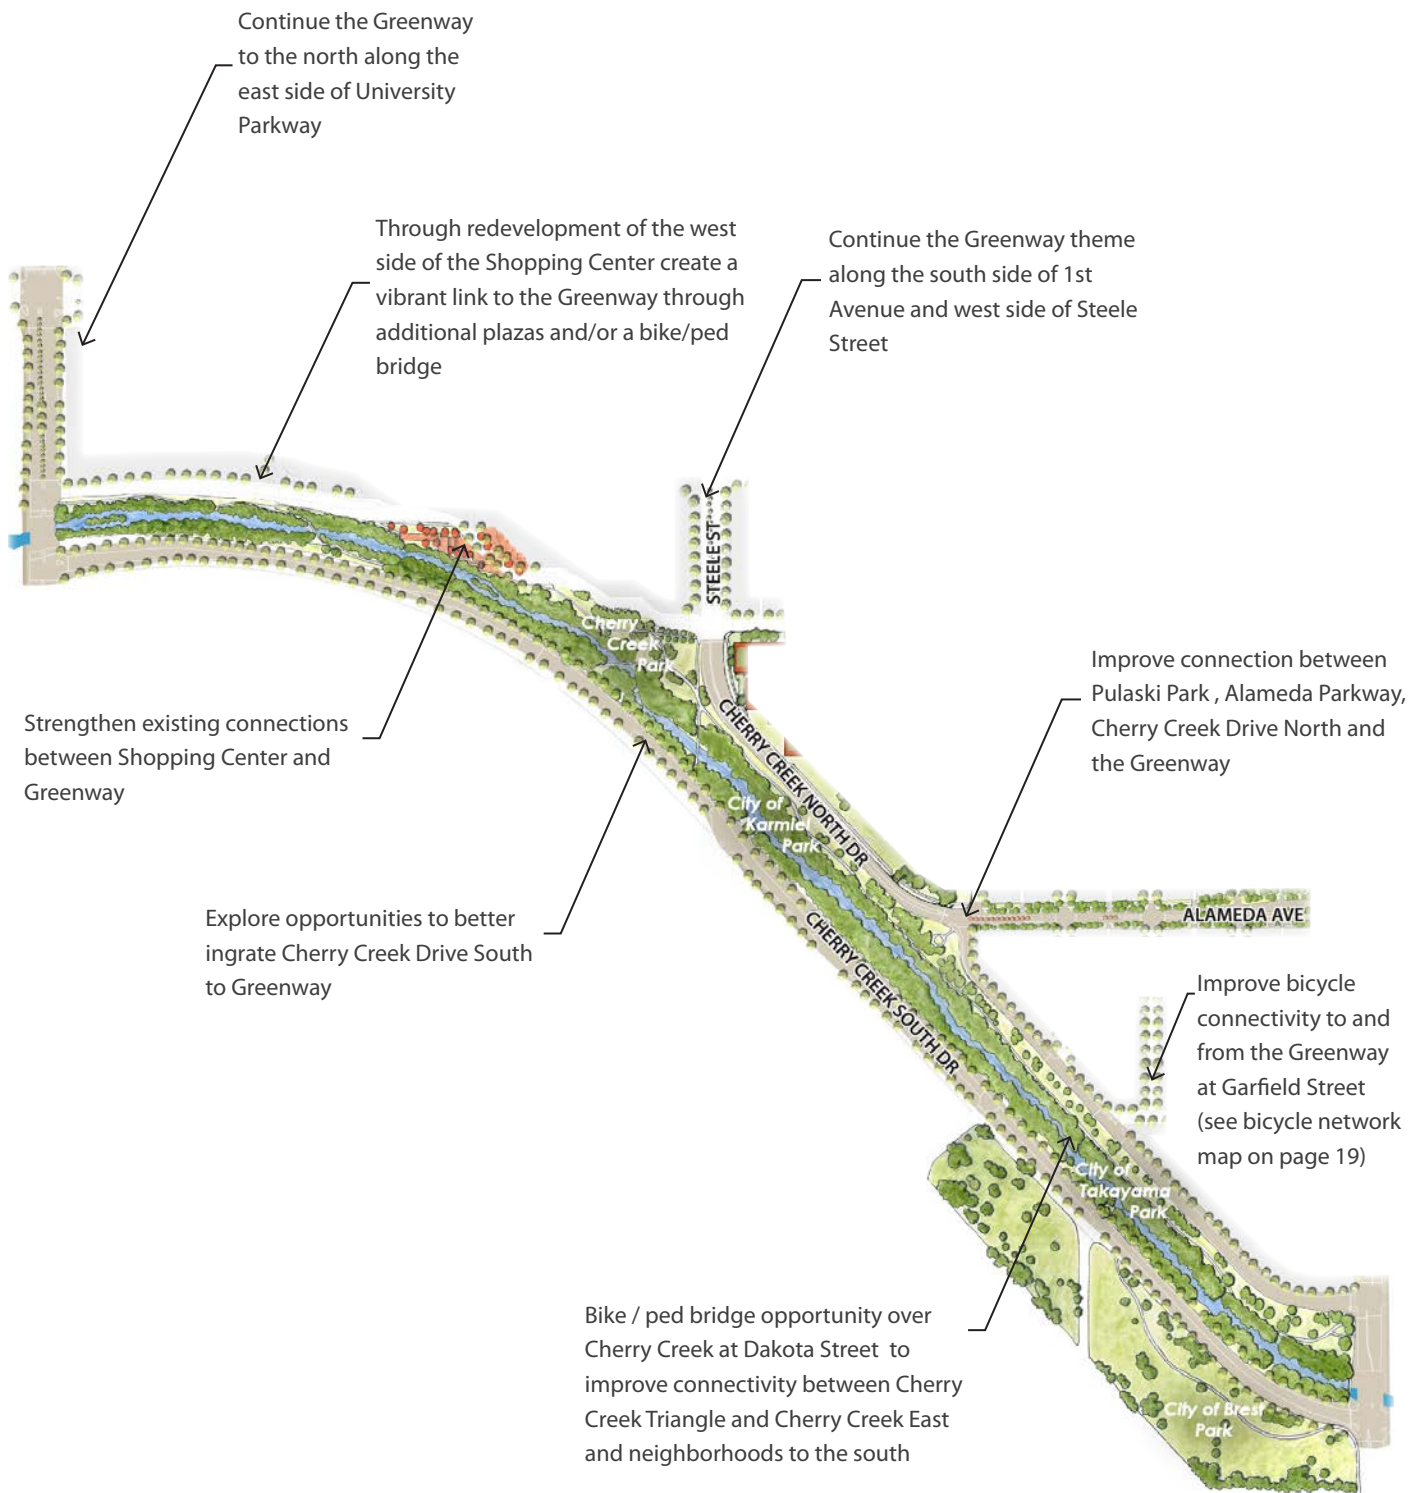 Continue the Greenway
to the north along the
east side of University
Parkway
Through redevelopment of the west
side of the Shopping Center create a
vibrant link to the Greenway through
additional plazas and/or a bike/ped
bridge
Continue the Greenway theme
along the south side of 1st
Avenue and west side of Steele
Street
STEELE ST
Cherry
Creek
Park
Improve connection between
Pulaski Park , Alameda Parkway,
Cherry Creek Drive North and
the Greenway
Strengthen existing connections
between Shopping Center and
Greenway
CHERRY CREEK NORTH DR
City of
Karmiel
Park
Explore opportunities to better
ingrate Cherry Creek Drive South
to Greenway
ALAMEDA AVE
CHERRY CREEK SOUTH DR
Improve bicycle
connectivity to and
from the Greenway
at Garfield Street
(see bicycle network
map on page 19)
City of
Takayama
Park
Bike / ped bridge opportunity over
Cherry Creek at Dakota Street to
improve connectivity between Cherry
Creek Triangle and Cherry Creek East
and neighborhoods to the south
City of Brest
Park